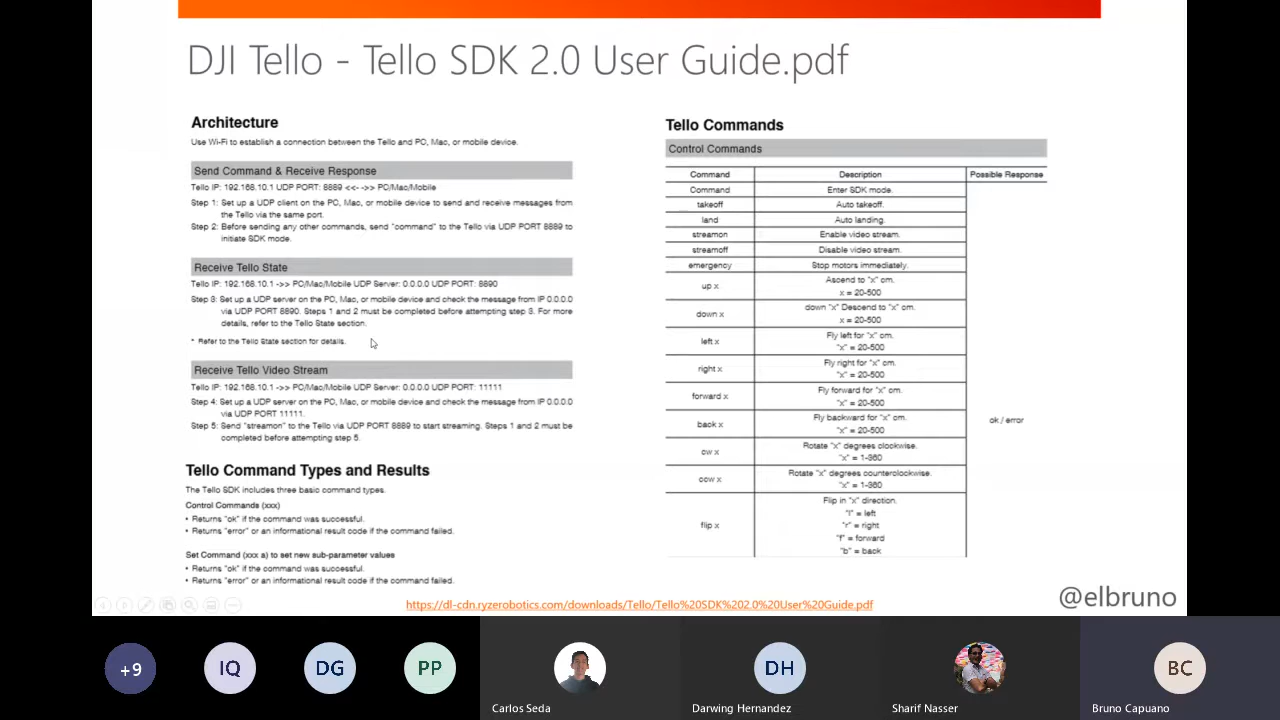 DJI Tello - Tello SDK 2.0 User Guide.pdf
Architecture
Use Wi-Fi to establish a connection between the Tello and PC, Mac, or mobile device.
Send Command & Receive Response
Tello IP: 192.168.10.1 UDP PORT: 8889 <<- ->> PC/Mac/Mobile
Step 1: Set up a UDP client on the PC, Mac, or mobile device to send and receive messages from
the Tello via the same port.
Step 2: Before sending any other commands, send "command" to the Tello via UDP PORT 8889 to
initiate SDK mode.
Receive Tello State
Tello IP: 192.168.10.1 ->> PC/Mac/Mobile UDP Server: 0.0.0.0 UDP PORT: 8890
Step 3: Set up a UDP server on the PC, Mac, or mobile device and check the message from IP 0.0.0.0
via UDP PORT 8890. Steps 1 and 2 must be completed before attempting step 3. For more
details, refer to the Tello State section.
* Refer to the Tello State section for details.
Receive Tello Video Stream
Tello IP: 192.168.10.1 ->> PC/Mac/Mobile UDP Server: 0.0.0.0 UDP PORT: 11111
Step 4: Set up a UDP server on the PC, Mac, or mobile device and check the message from IP 0.0.0.0
via UDP PORT 11111.
Step 5: Send "streamon" to the Tello via UDP PORT 8889 to start streaming. Steps 1 and 2 must be
completed before attempting step 5.
Tello Command Types and Results
The Tello SDK includes three basic command types.
Control Commands (xxx)
• Returns "ok" if the command was successful.
• Returns "error" or an informational result code if the command failed.
Set Command (xxx a) to set new sub-parameter values
• Returns "ok" if the command was successful.
• Returns "error" or an informational result code if the command failed.
Tello Commands
Control Commands
Command Description Possible Response
Command Enter SDK mode.
takeoff Auto takeoff.
land Auto landing.
streamon Enable video stream.
streamoff Disable video stream.
emergency Stop motors immediately.
up x Ascend to "x" cm.
x = 20-500
down x down "x" Descend to "x" cm.
x = 20-500
left x Fly left for "x" cm.
"x" = 20-500
right x Fly right for "x" cm.
"x" = 20-500
forward x Fly forward for "x" cm.
"x" = 20-500
back x Fly backward for "x" cm.
"x" = 20-500
ok / error
cw x Rotate "x" degrees clockwise.
"x" = 1-360
ccw x Rotate "x" degrees counterclockwise.
"x" = 1-360
flip x Flip in "x" direction.
"l" = left
"r" = right
"f" = forward
"b" = back
https://dl-cdn.ryzerobotics.com/downloads/Tello/Tello%20SDK%202.0%20User%20Guide.pdf
@elbruno
+9
IQ
DG
PP
Carlos Seda
DH
Darwing Hernandez
Sharif Nasser
BC
Bruno Capuano